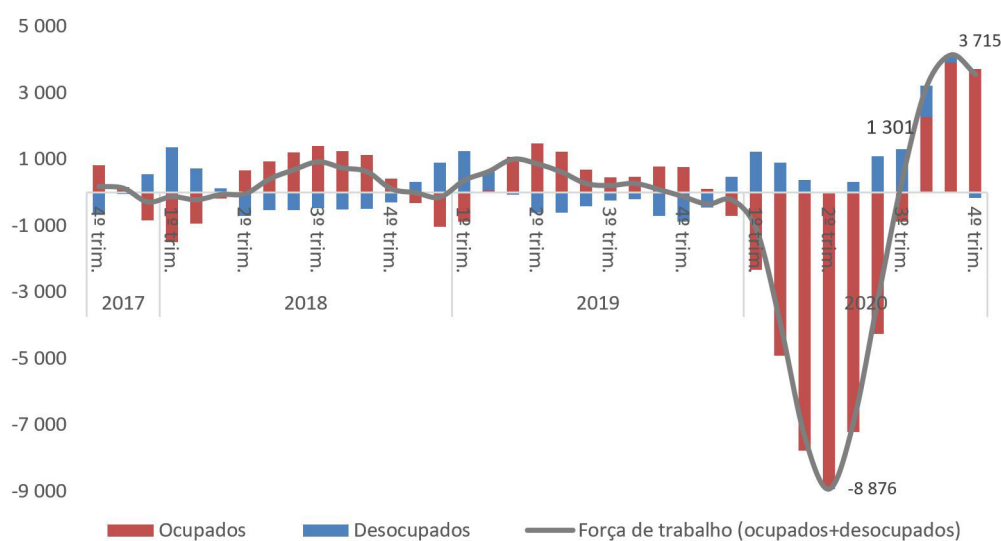 5 000
3 715
3 000
1 301
1 000
-1 000
4º trim.
1º trim.
2º trim.
3º trim.
4º trim.
1º trim.
2º trim.
3º trim.
4º trim.
1º trim.
2º trim.
3º trim.
4º trim.
-3 000
2017
2018
2019
2020
-5 000
-7 000
-8 876
-9 000
Ocupados
Desocupados
Força de trabalho (ocupados+desocupados)